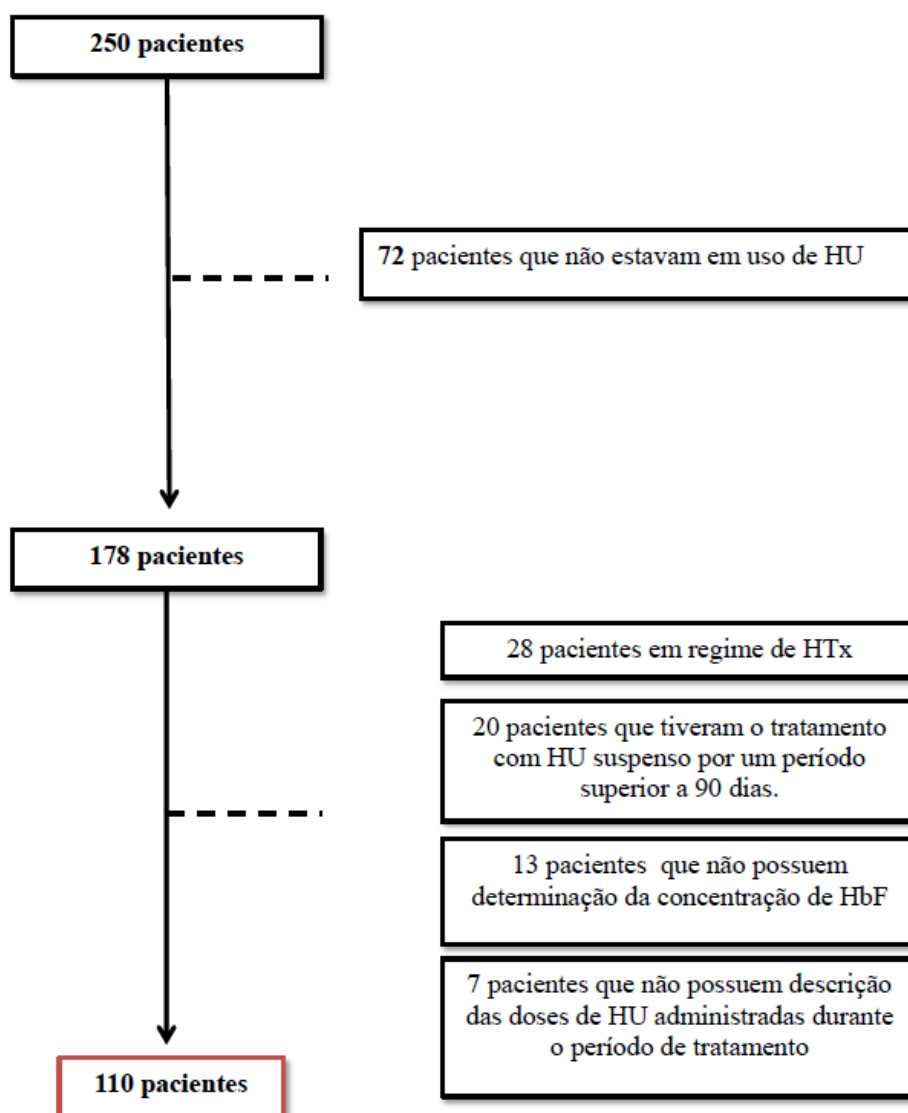 250 pacientes
72 pacientes que não estavam em uso de HU
178 pacientes
28 pacientes em regime de HTx
20 pacientes que tiveram o tratamento
com HU suspenso por um período
superior a 90 dias.
13 pacientes que não possuem
determinação da concentração de HbF
7 pacientes que não possuem descrição
das doses de HU administradas durante
o período de tratamento
110 pacientes